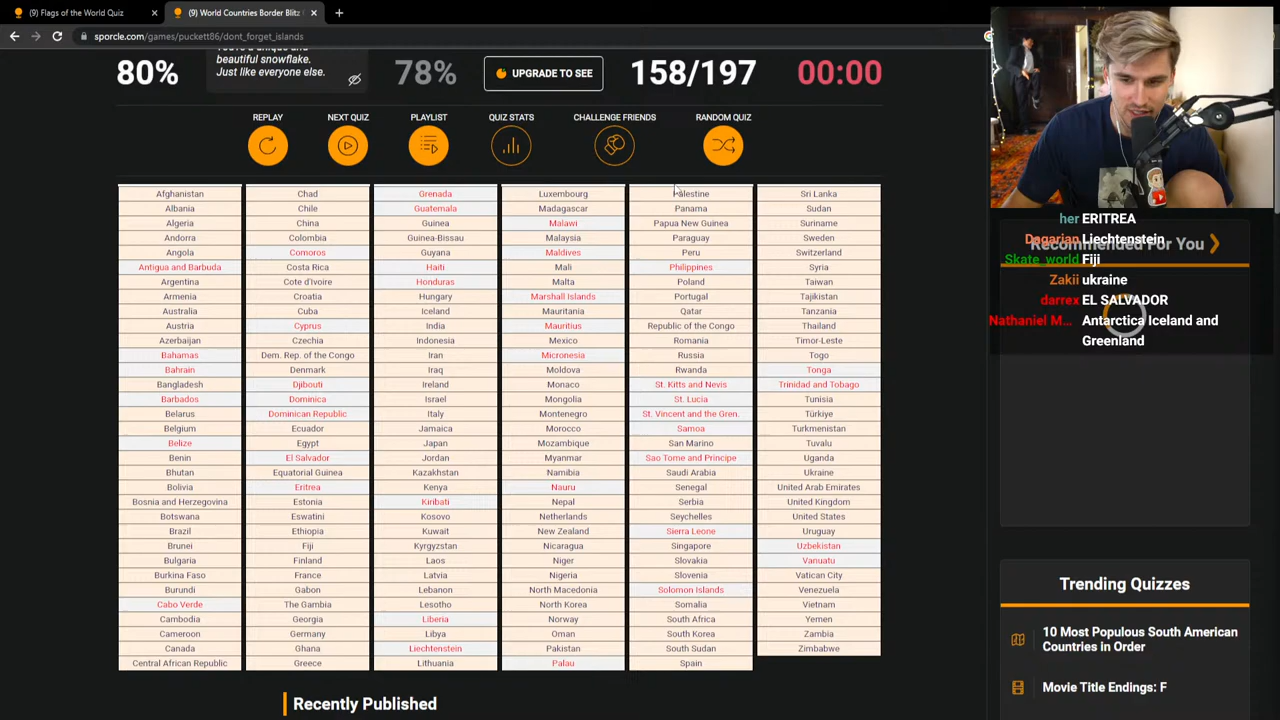 (9) Flags of the World Quiz
(9) World Countries Border Blitz
sporcle.com/games/puckett86/dont_forget_islands
80%
beautiful snowflake.
Just like everyone else.
78%
UPGRADE TO SEE
158/197
00:00
REPLAY
NEXT QUIZ
PLAYLIST
QUIZ STATS
CHALLENGE FRIENDS
RANDOM QUIZ
Afghanistan
Albania
Algeria
Andorra
Angola
Antigua and Barbuda
Argentina
Armenia
Australia
Austria
Azerbaijan
Bahamas
Bahrain
Bangladesh
Barbados
Belarus
Belgium
Belize
Benin
Bhutan
Bolivia
Bosnia and Herzegovina
Botswana
Brazil
Brunei
Bulgaria
Burkina Faso
Burundi
Cabo Verde
Cambodia
Cameroon
Canada
Central African Republic
Chad
Chile
China
Colombia
Comoros
Costa Rica
Cote d'Ivoire
Croatia
Cuba
Cyprus
Czechia
Dem. Rep. of the Congo
Denmark
Djibouti
Dominica
Dominican Republic
Ecuador
Egypt
El Salvador
Equatorial Guinea
Eritrea
Estonia
Eswatini
Ethiopia
Fiji
Finland
France
Gabon
The Gambia
Georgia
Germany
Ghana
Greece
Grenada
Guatemala
Guinea
Guinea-Bissau
Guyana
Haiti
Honduras
Hungary
Iceland
India
Indonesia
Iran
Iraq
Ireland
Israel
Italy
Jamaica
Japan
Jordan
Kazakhstan
Kenya
Kiribati
Kosovo
Kuwait
Kyrgyzstan
Laos
Latvia
Lebanon
Lesotho
Liberia
Libya
Liechtenstein
Lithuania
Luxembourg
Madagascar
Malawi
Malaysia
Maldives
Mali
Malta
Marshall Islands
Mauritania
Mauritius
Mexico
Micronesia
Moldova
Monaco
Mongolia
Montenegro
Morocco
Mozambique
Myanmar
Namibia
Nauru
Nepal
Netherlands
New Zealand
Nicaragua
Niger
Nigeria
North Macedonia
North Korea
Norway
Oman
Pakistan
Palau
Palestine
Panama
Papua New Guinea
Paraguay
Peru
Philippines
Poland
Portugal
Qatar
Republic of the Congo
Romania
Russia
Rwanda
St. Kitts and Nevis
St. Lucia
St. Vincent and the Gren.
Samoa
San Marino
Sao Tome and Principe
Saudi Arabia
Senegal
Serbia
Seychelles
Sierra Leone
Singapore
Slovakia
Slovenia
Solomon Islands
Somalia
South Africa
South Korea
South Sudan
Spain
Sri Lanka
Sudan
Suriname
Sweden
Switzerland
Syria
Taiwan
Tajikistan
Tanzania
Thailand
Timor-Leste
Togo
Tonga
Trinidad and Tobago
Tunisia
Türkiye
Turkmenistan
Tuvalu
Uganda
Ukraine
United Arab Emirates
United Kingdom
United States
Uruguay
Uzbekistan
Vanuatu
Vatican City
Venezuela
Vietnam
Yemen
Zambia
Zimbabwe
her ERITREA
Dogarian Liechtenstein
Recommended For You
Skate_world Fiji
Zakii ukraine
darrex EL SALVADOR
Nathaniel M... Antarctica Iceland and
Greenland
Trending Quizzes
10 Most Populous South American
Countries in Order
Movie Title Endings: F
Recently Published